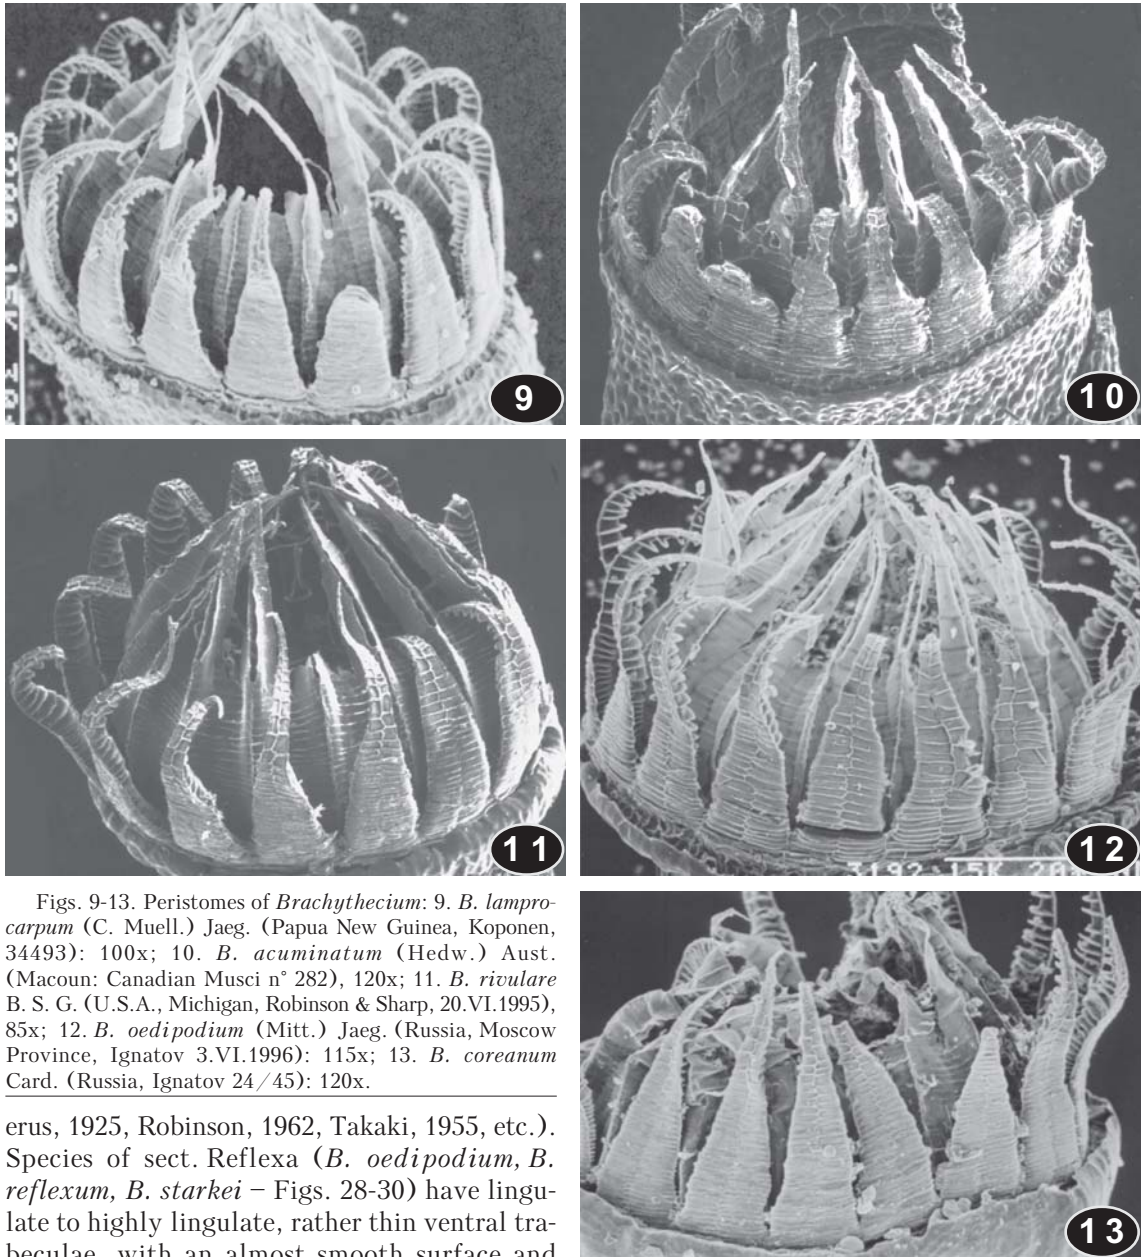 9
10
11
3192 15K
12
Figs. 9-13. Peristomes of Brachythecium: 9. B. lampro-
carpum (C. Muell.) Jaeg. (Papua New Guinea, Koponen,
34493): 100x; 10. B. acuminatum (Hedw.) Aust.
(Macoun: Canadian Musci n° 282), 120x; 11. B. rivulare
B. S. G. (U.S.A., Michigan, Robinson & Sharp, 20.VI.1995),
85x; 12. B. oedipodium (Mitt.) Jaeg. (Russia, Moscow
Province, Ignatov 3.VI.1996): 115x; 13. B. coreanum
Card. (Russia, Ignatov 24/45): 120x.
erus, 1925, Robinson, 1962, Takaki, 1955, etc.).
Species of sect. Reflexa (B. oedipodium, B.
reflexum, B. starkei – Figs. 28-30) have lingu-
late to highly lingulate, rather thin ventral tra-
beculae, with an almost smooth surface and
13